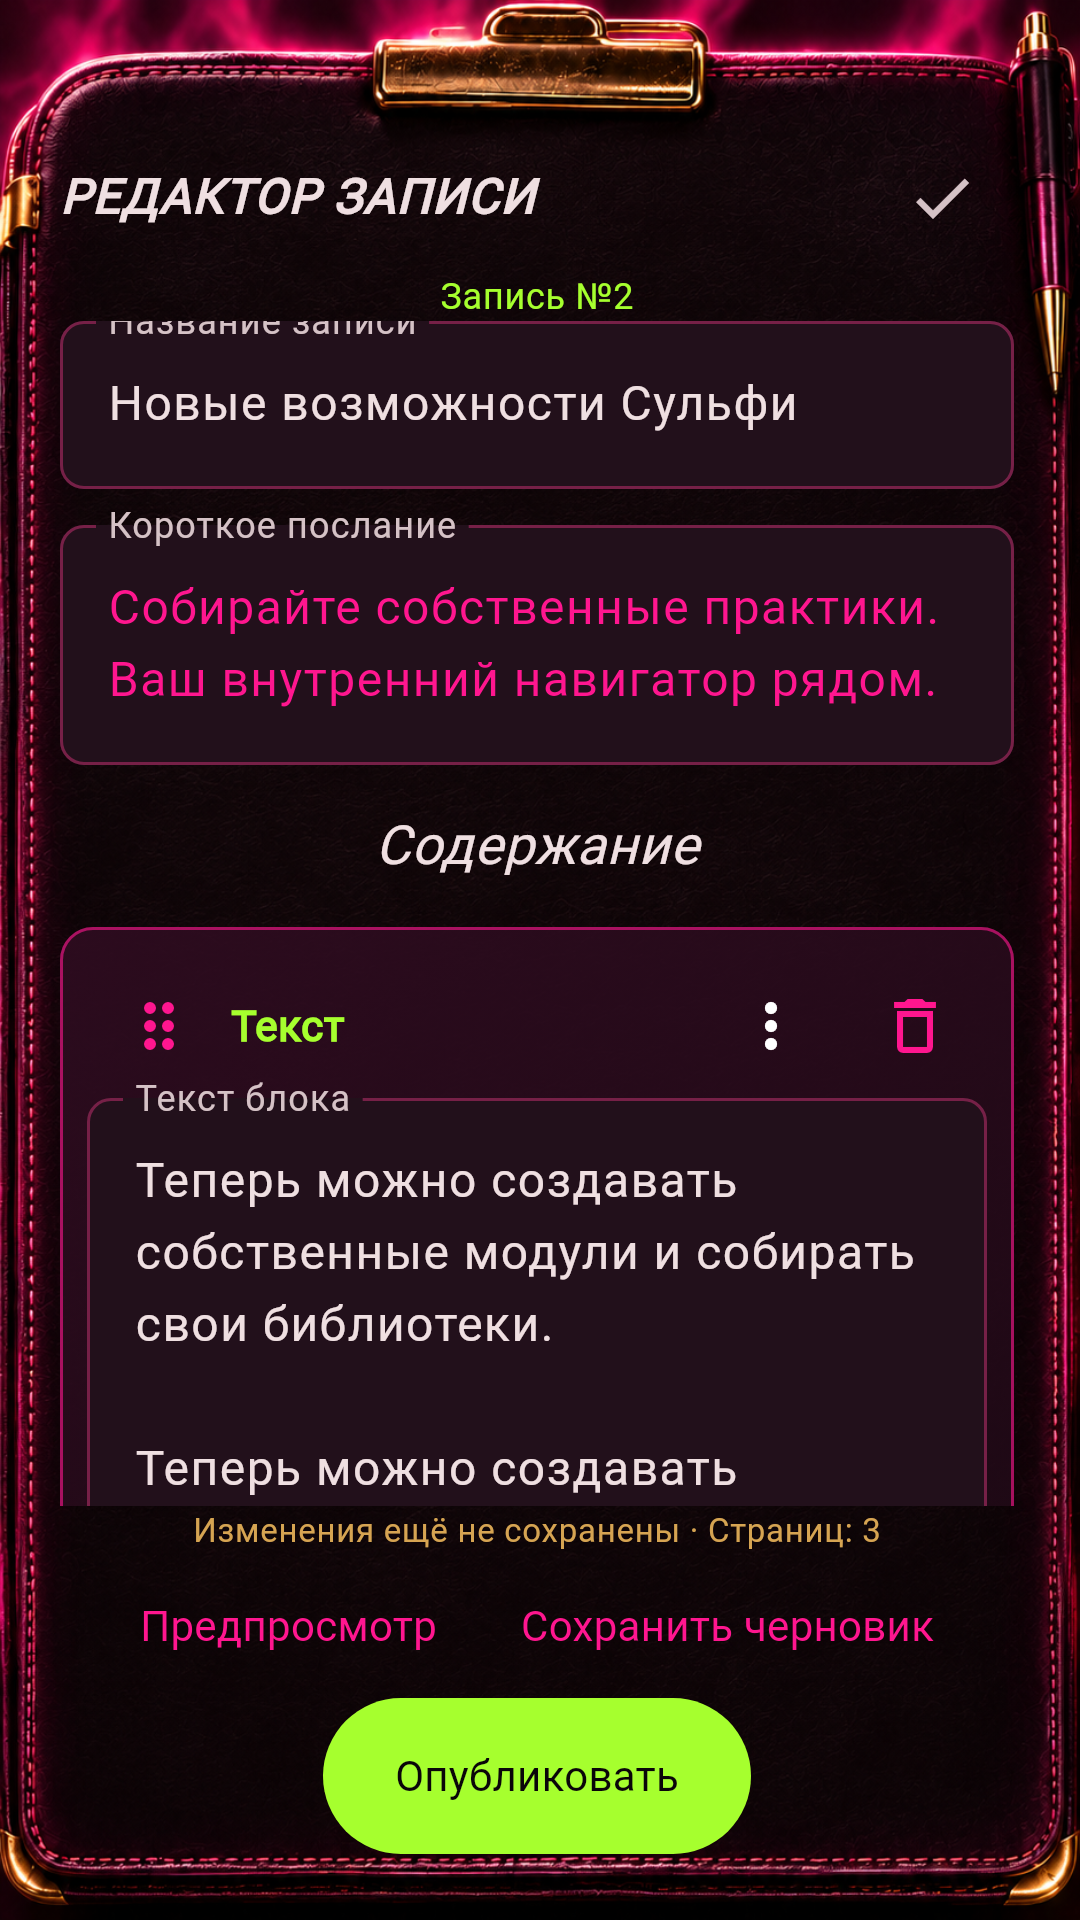 РЕДАКТОР ЗАПИСИ
Запись №2
Название записи
Новые возможности Сульфи
Короткое послание
Собирайте собственные практики.
Ваш внутренний навигатор рядом.
Содержание
Текст
Текст блока
Теперь можно создавать
собственные модули и собирать
свои библиотеки.
Теперь можно создавать
Изменения ещё не сохранены · Страниц: 3
Предпросмотр
Сохранить черновик
Опубликовать